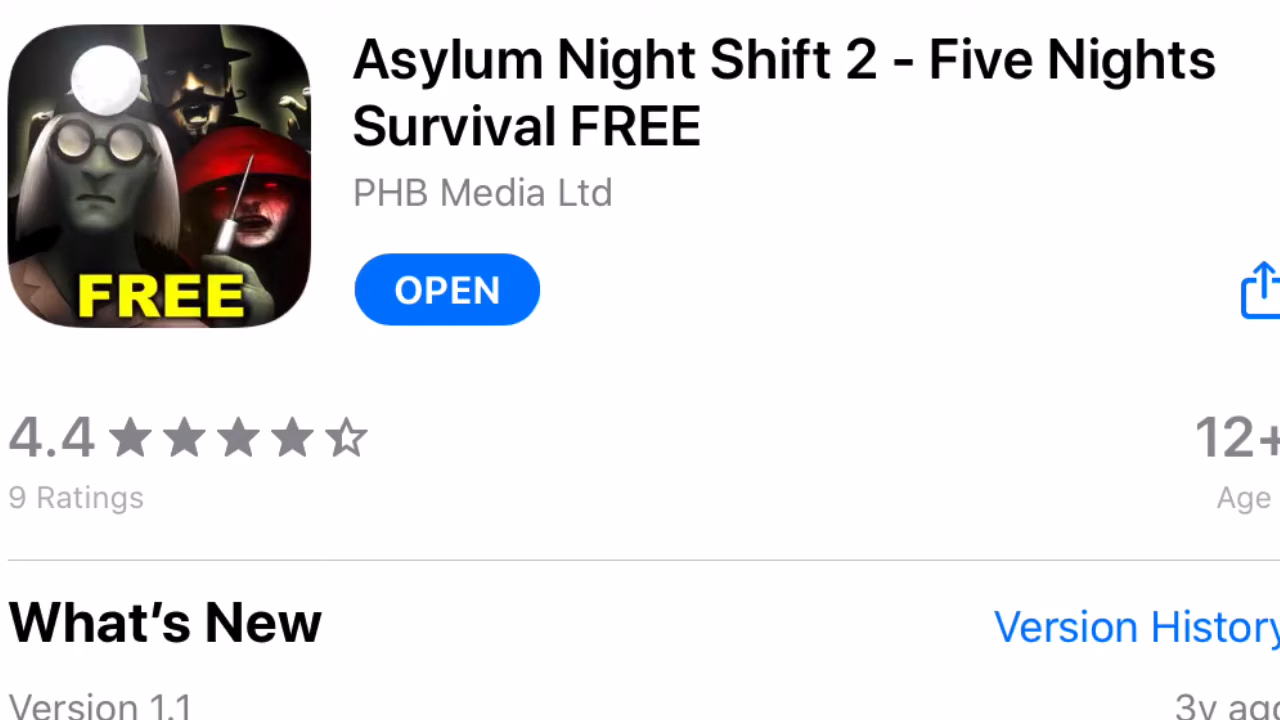 Asylum Night Shift 2 - Five Nights
Survival FREE
PHB Media Ltd
FREE
OPEN
4.4
12+
9 Ratings
Age
What's New
Version History
Version 1.1
3y ago